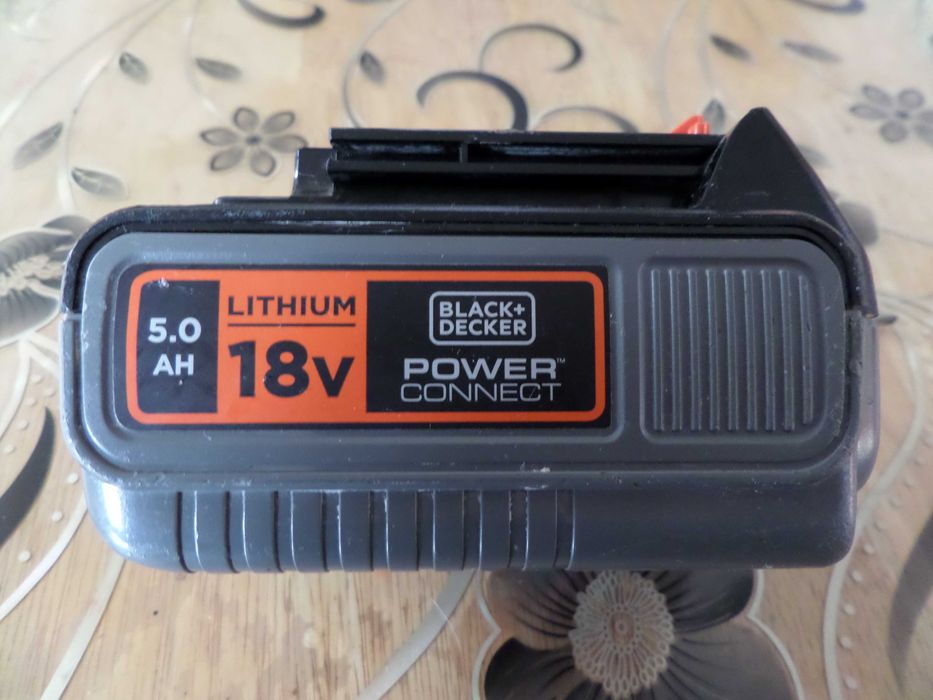 5.0
AH
LITHIUM
18V
BLACK+
DECKER
POWER™
CONNECT